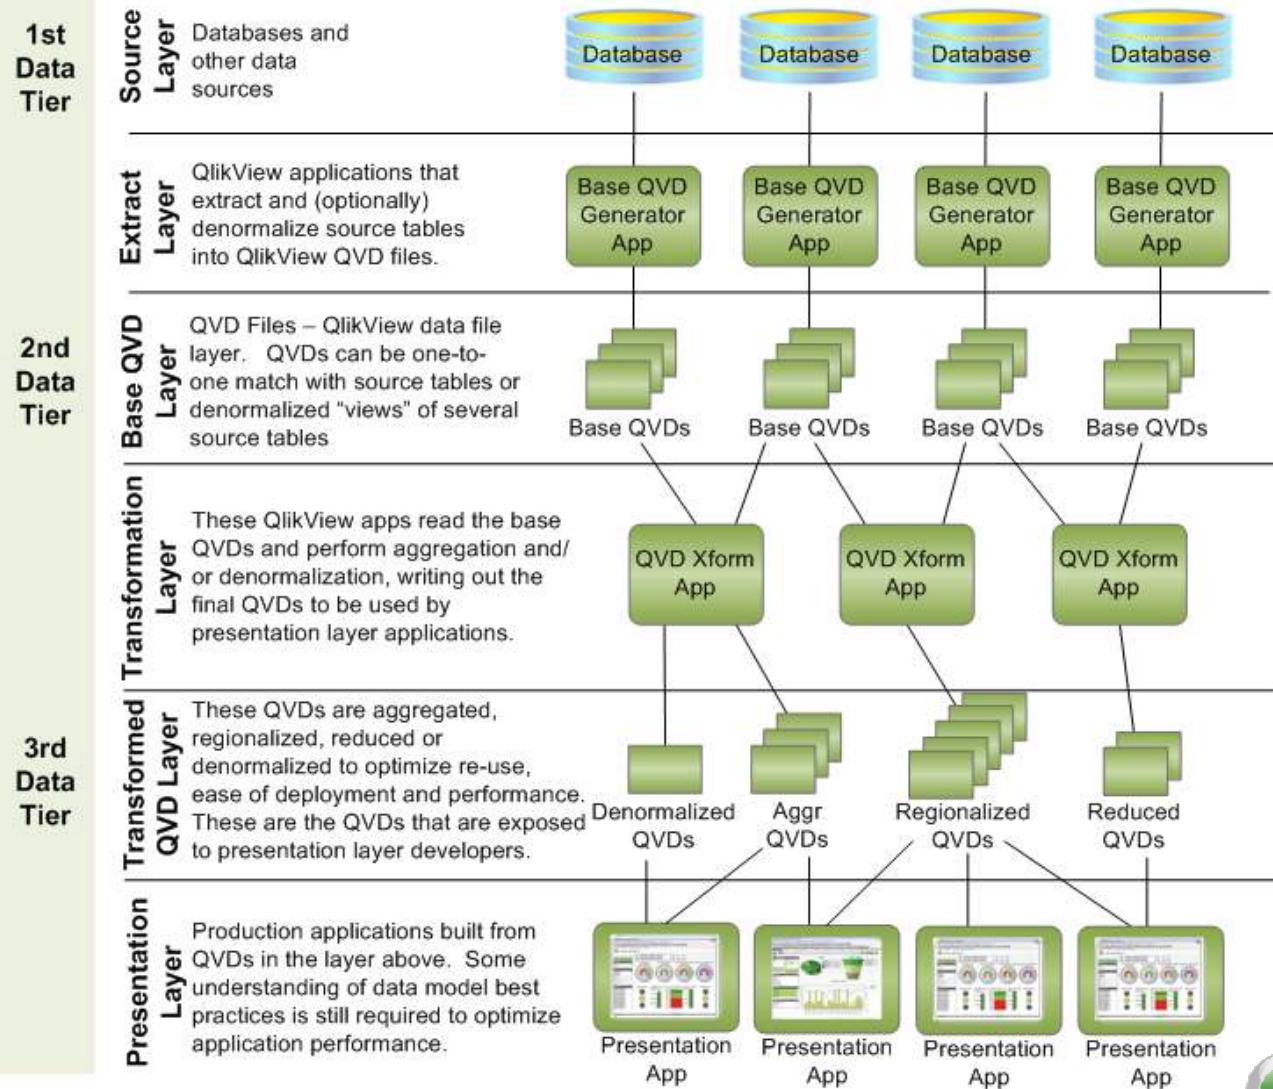 1st
Data
Tier
Source
Layer
Databases and
other data
sources
Database
Database
Database
Database
Extract
Layer
QlikView applications that
extract and (optionally)
denormalize source tables
into QlikView QVD files.
Base QVD
Generator
App
Base QVD
Generator
App
Base QVD
Generator
App
Base QVD
Generator
App
2nd
Data
Tier
Base QVD
Layer
QVD Files – QlikView data file
layer. QVDs can be one-to-
one match with source tables or
denormalized “views” of several
source tables
Base QVDs
Base QVDs
Base QVDs
Base QVDs
Transformation
Layer
These QlikView apps read the base
QVDs and perform aggregation and/
or denormalization, writing out the
final QVDs to be used by
presentation layer applications.
QVD Xform
App
QVD Xform
App
QVD Xform
App
3rd
Data
Tier
Transformed
QVD Layer
These QVDs are aggregated,
regionalized, reduced or
denormalized to optimize re-use,
ease of deployment and performance.
These are the QVDs that are exposed
to presentation layer developers.
Denormalized
QVDs
Aggr
QVDs
Regionalized
QVDs
Reduced
QVDs
Presentation
Layer
Production applications built from
QVDs in the layer above. Some
understanding of data model best
practices is still required to optimize
application performance.
Presentation
App
Presentation
App
Presentation
App
Presentation
App